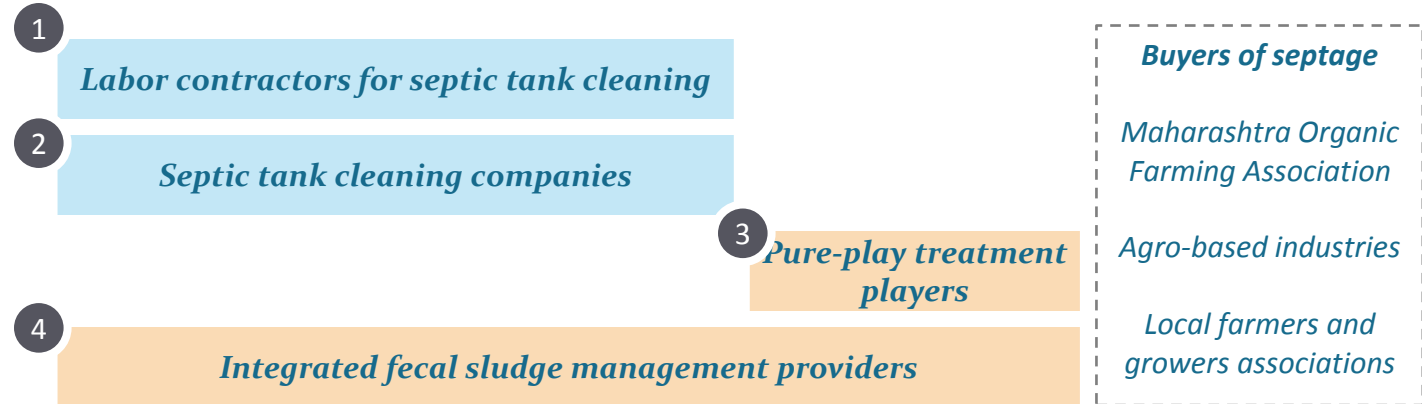 1
Labor contractors for septic tank cleaning
2
Septic tank cleaning companies
3
Pure-play treatment
players
4
Integrated fecal sludge management providers
Buyers of septage
Maharashtra Organic
Farming Association
Agro-based industries
Local farmers and
growers associations